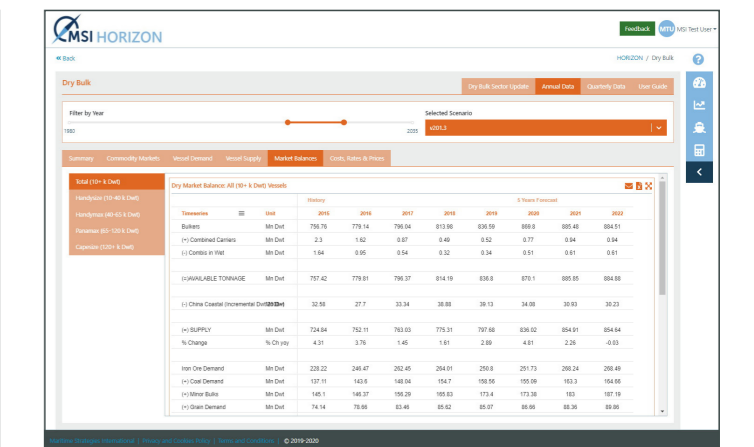 MSI HORIZON
Feedback MTU MSI Test User
« Back
HORIZON / Dry Bulk
Dry Bulk
Dry Bulk Sector Update Annual Data Quarterly Data User Guide
Filter by Year Selected Scenario
1980 2035 v201.3
Summary Commodity Markets Vessel Demand Vessel Supply Market Balances Costs, Rates & Prices
Total (10+ k Dwt)
Handysize (10-40 k Dwt)
Handymax (40-65 k Dwt)
Panamax (65-120 k Dwt)
Capesize (120+ k Dwt)
Dry Market Balance: All (10+ k Dwt) Vessels
History 5 Years Forecast
Timeseries Unit 2015 2016 2017 2018 2019 2020 2021 2022
Bulkers Mn Dwt 756.76 779.14 796.04 813.98 836.59 869.8 885.48 884.51
(+) Combined Carriers Mn Dwt 2.3 1.62 0.87 0.49 0.52 0.77 0.94 0.94
(-) Combis in Wet Mn Dwt 1.64 0.95 0.54 0.32 0.34 0.51 0.61 0.61
(=)AVAILABLE TONNAGE Mn Dwt 757.42 779.81 796.37 814.19 836.8 870.1 885.85 884.88
(-) China Coastal (Incremental Dwt Mn Dwt 32.58 27.7 33.34 38.88 39.13 34.08 30.93 30.23
(=) SUPPLY Mn Dwt 724.84 752.11 763.03 775.31 797.68 836.02 854.91 854.64
% Change % Ch yoy 4.31 3.76 1.45 1.61 2.89 4.81 2.26 -0.03
Iron Ore Demand Mn Dwt 228.22 246.47 262.45 264.01 250.8 251.73 268.24 268.49
(+) Coal Demand Mn Dwt 137.11 143.6 148.04 154.7 158.56 155.09 163.3 164.66
(+) Minor Bulks Mn Dwt 145.1 146.37 156.29 165.83 173.4 173.38 183 187.19
(+) Grain Demand Mn Dwt 74.14 78.66 83.46 85.62 85.07 86.66 88.36 89.86
Maritime Strategies International | Privacy and Cookies Policy | Terms and Conditions | © 2019-2020